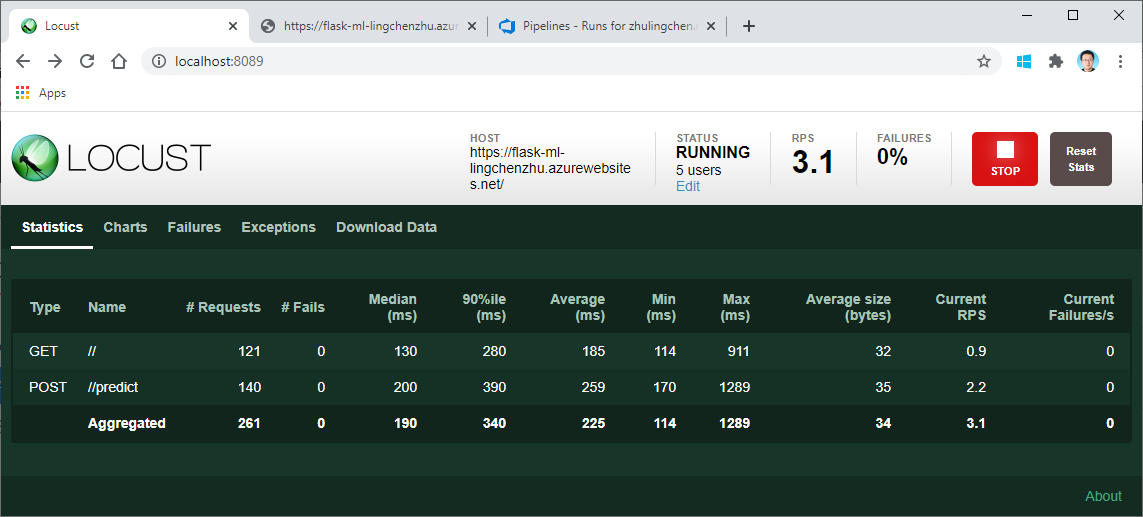 Locust
https://flask-ml-lingchenzhu.azur
Pipelines - Runs for zhulingchen.
localhost:8089
Apps
LOCUST
HOST
https://flask-ml-
lingchenzhu.azurewebsite
s.net/
STATUS
RUNNING
5 users
Edit
RPS
3.1
FAILURES
0%
STOP
Reset
Stats
Statistics Charts Failures Exceptions Download Data
Type Name # Requests # Fails Median (ms) 90%ile (ms) Average (ms) Min (ms) Max (ms) Average size (bytes) Current RPS Current Failures/s
GET // 121 0 130 280 185 114 911 32 0.9 0
POST //predict 140 0 200 390 259 170 1289 35 2.2 0
Aggregated 261 0 190 340 225 114 1289 34 3.1 0
About